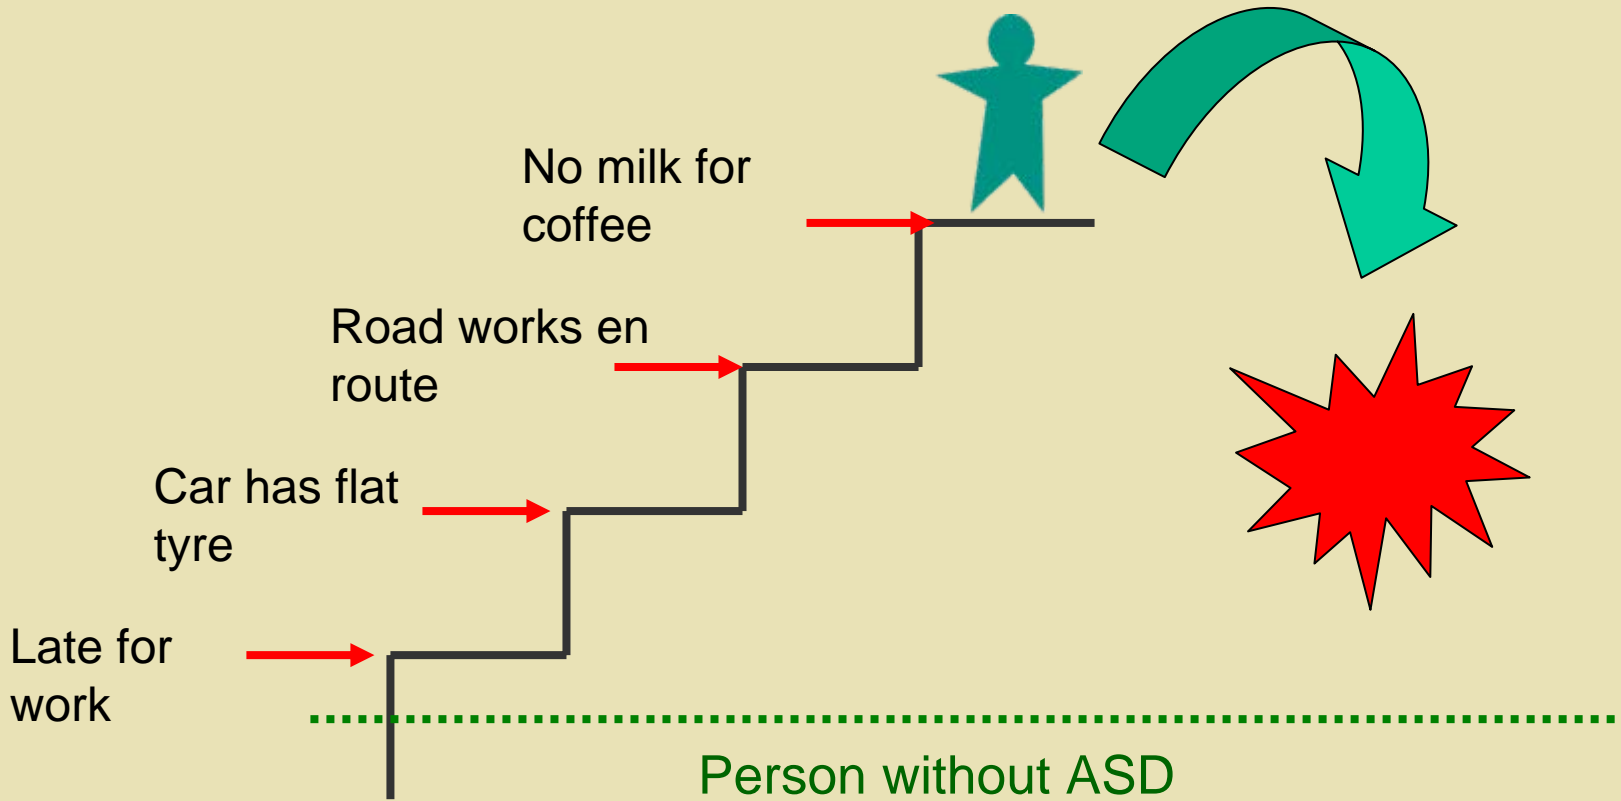 No milk for
coffee
Road works en
route
Car has flat
tyre
Late for
work
Person without ASD